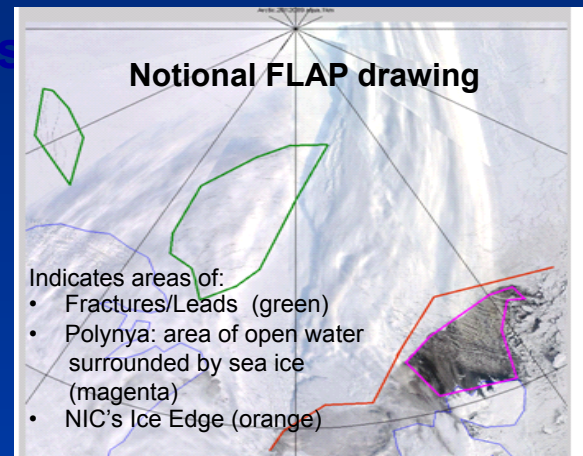 Notional FLAP drawing
Indicates areas of:
• Fractures/Leads (green)
• Polynya: area of open water
surrounded by sea ice
(magenta)
• NIC's Ice Edge (orange)